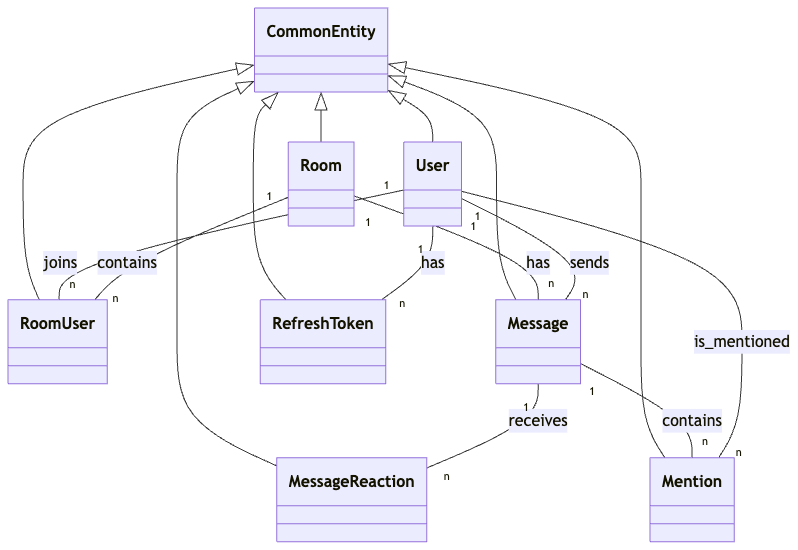 CommonEntity
Room
User
1
1
1
1
1
1
joins
contains
has
has
sends
n
n
n
n
n
RoomUser
RefreshToken
Message
is_mentioned
1
1
receives
contains
n
n
n
MessageReaction
Mention